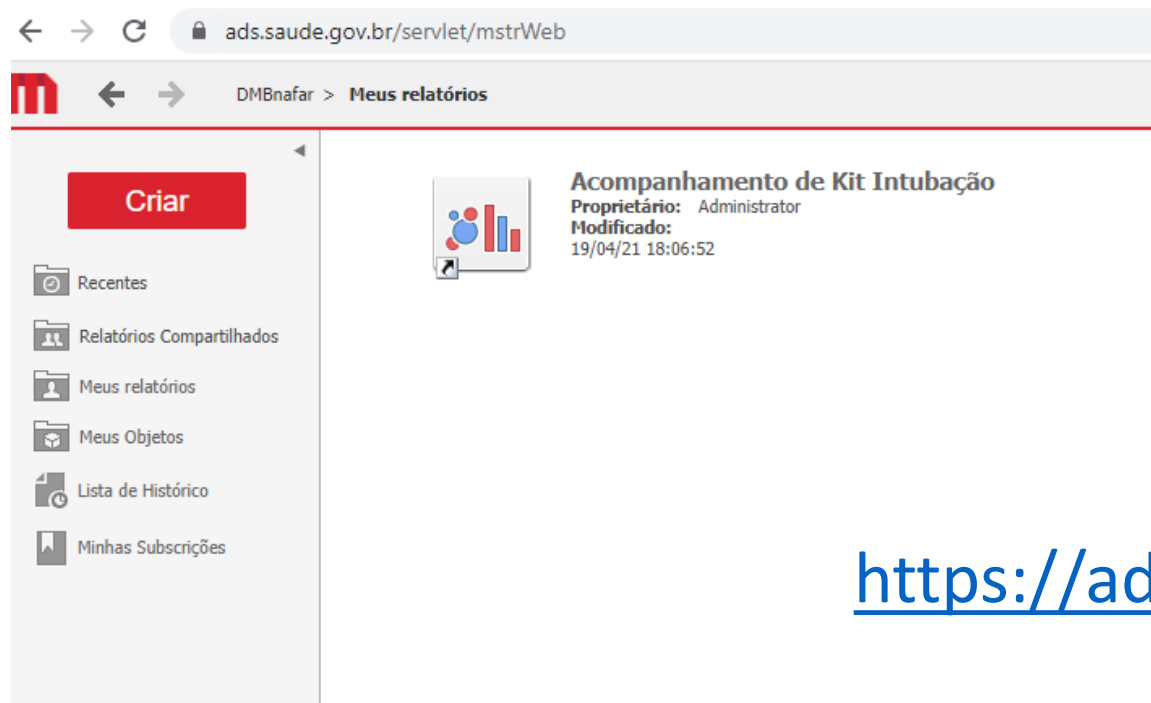 ads.saude.gov.br/servlet/mstrWeb
DMBnafar > Meus relatórios
Criar
Recentes
Relatórios Compartilhados
Meus relatórios
Meus Objetos
Lista de Histórico
Minhas Subscrições
Acompanhamento de Kit Intubação
Proprietário: Administrator
Modificado:
19/04/21 18:06:52
https://ad